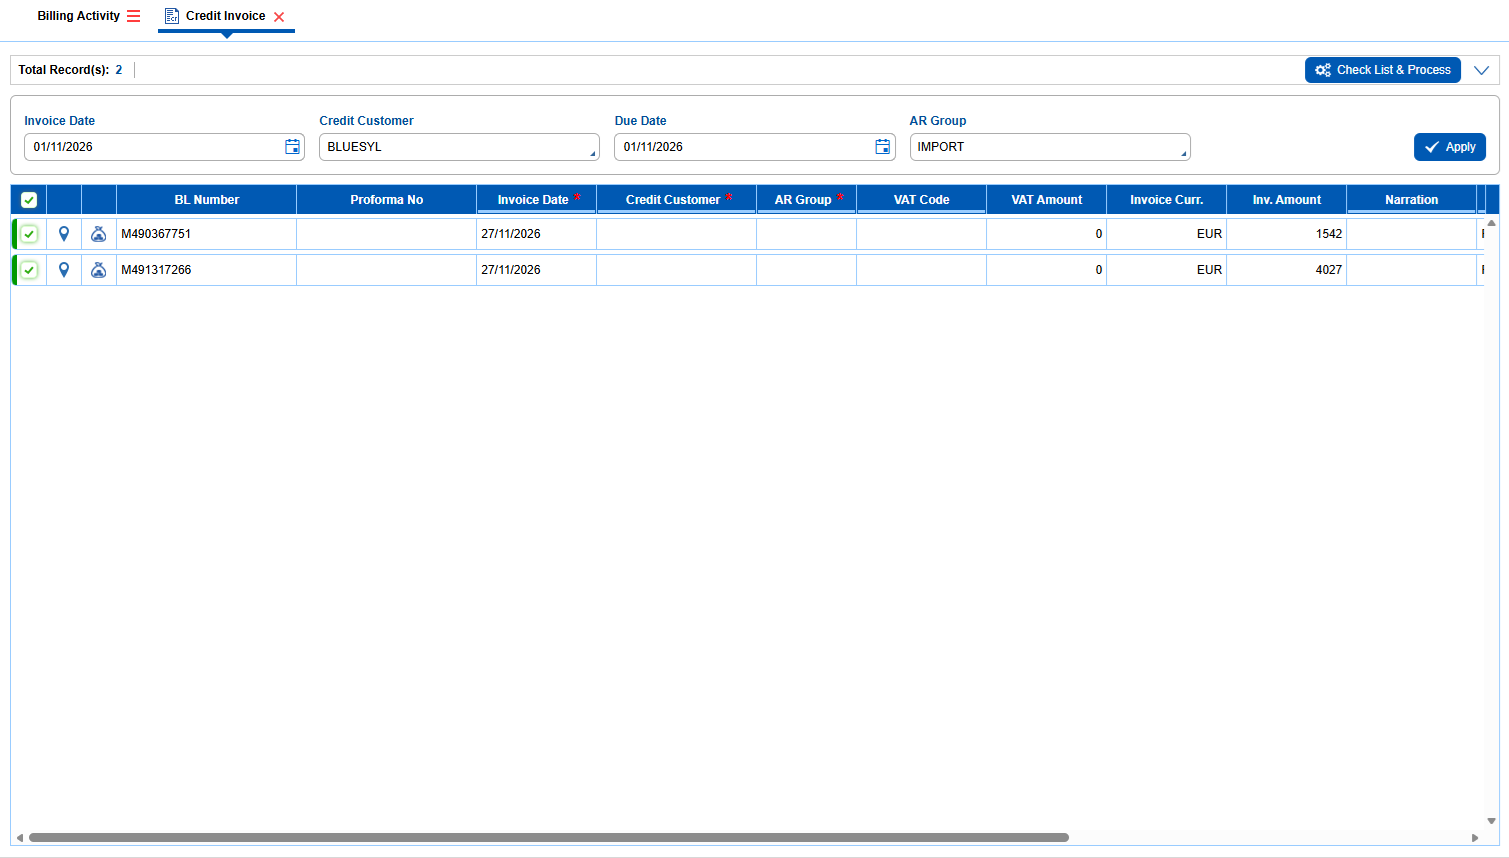 Billing Activity Credit Invoice
Total Record(s): 2 Check List & Process
Invoice Date Credit Customer Due Date AR Group
01/11/2026 BLUESYL 01/11/2026 IMPORT Apply
BL Number Proforma No Invoice Date * Credit Customer * AR Group * VAT Code VAT Amount Invoice Curr. Inv. Amount Narration
M490367751 27/11/2026 0 EUR 1542
M491317266 27/11/2026 0 EUR 4027